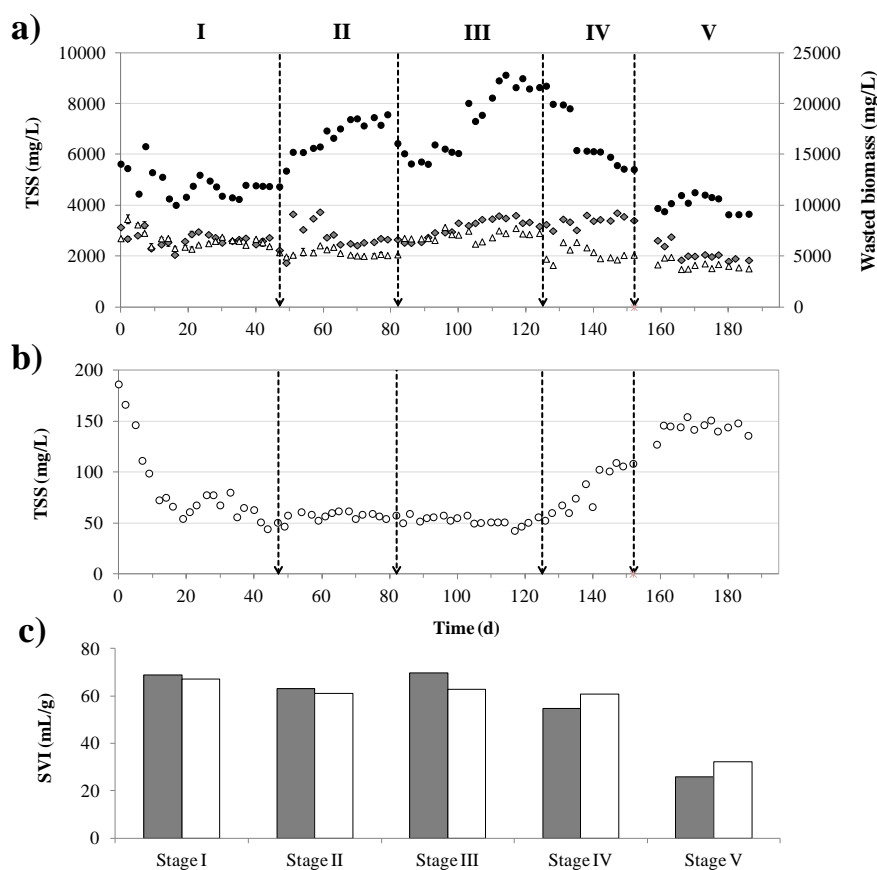 a) I II III IV V
10000 25000
8000 20000
6000 15000
4000 10000
2000 5000
0 0
TSS (mg/L)
Wasted biomass (mg/L)
0 20 40 60 80 100 120 140 160 180
b)
200
150
100
50
0
TSS (mg/L)
0 20 40 60 80 100 120 140 160 180
Time (d)
c)
80
60
40
20
0
SVI (mL/g)
Stage I Stage II Stage III Stage IV Stage V